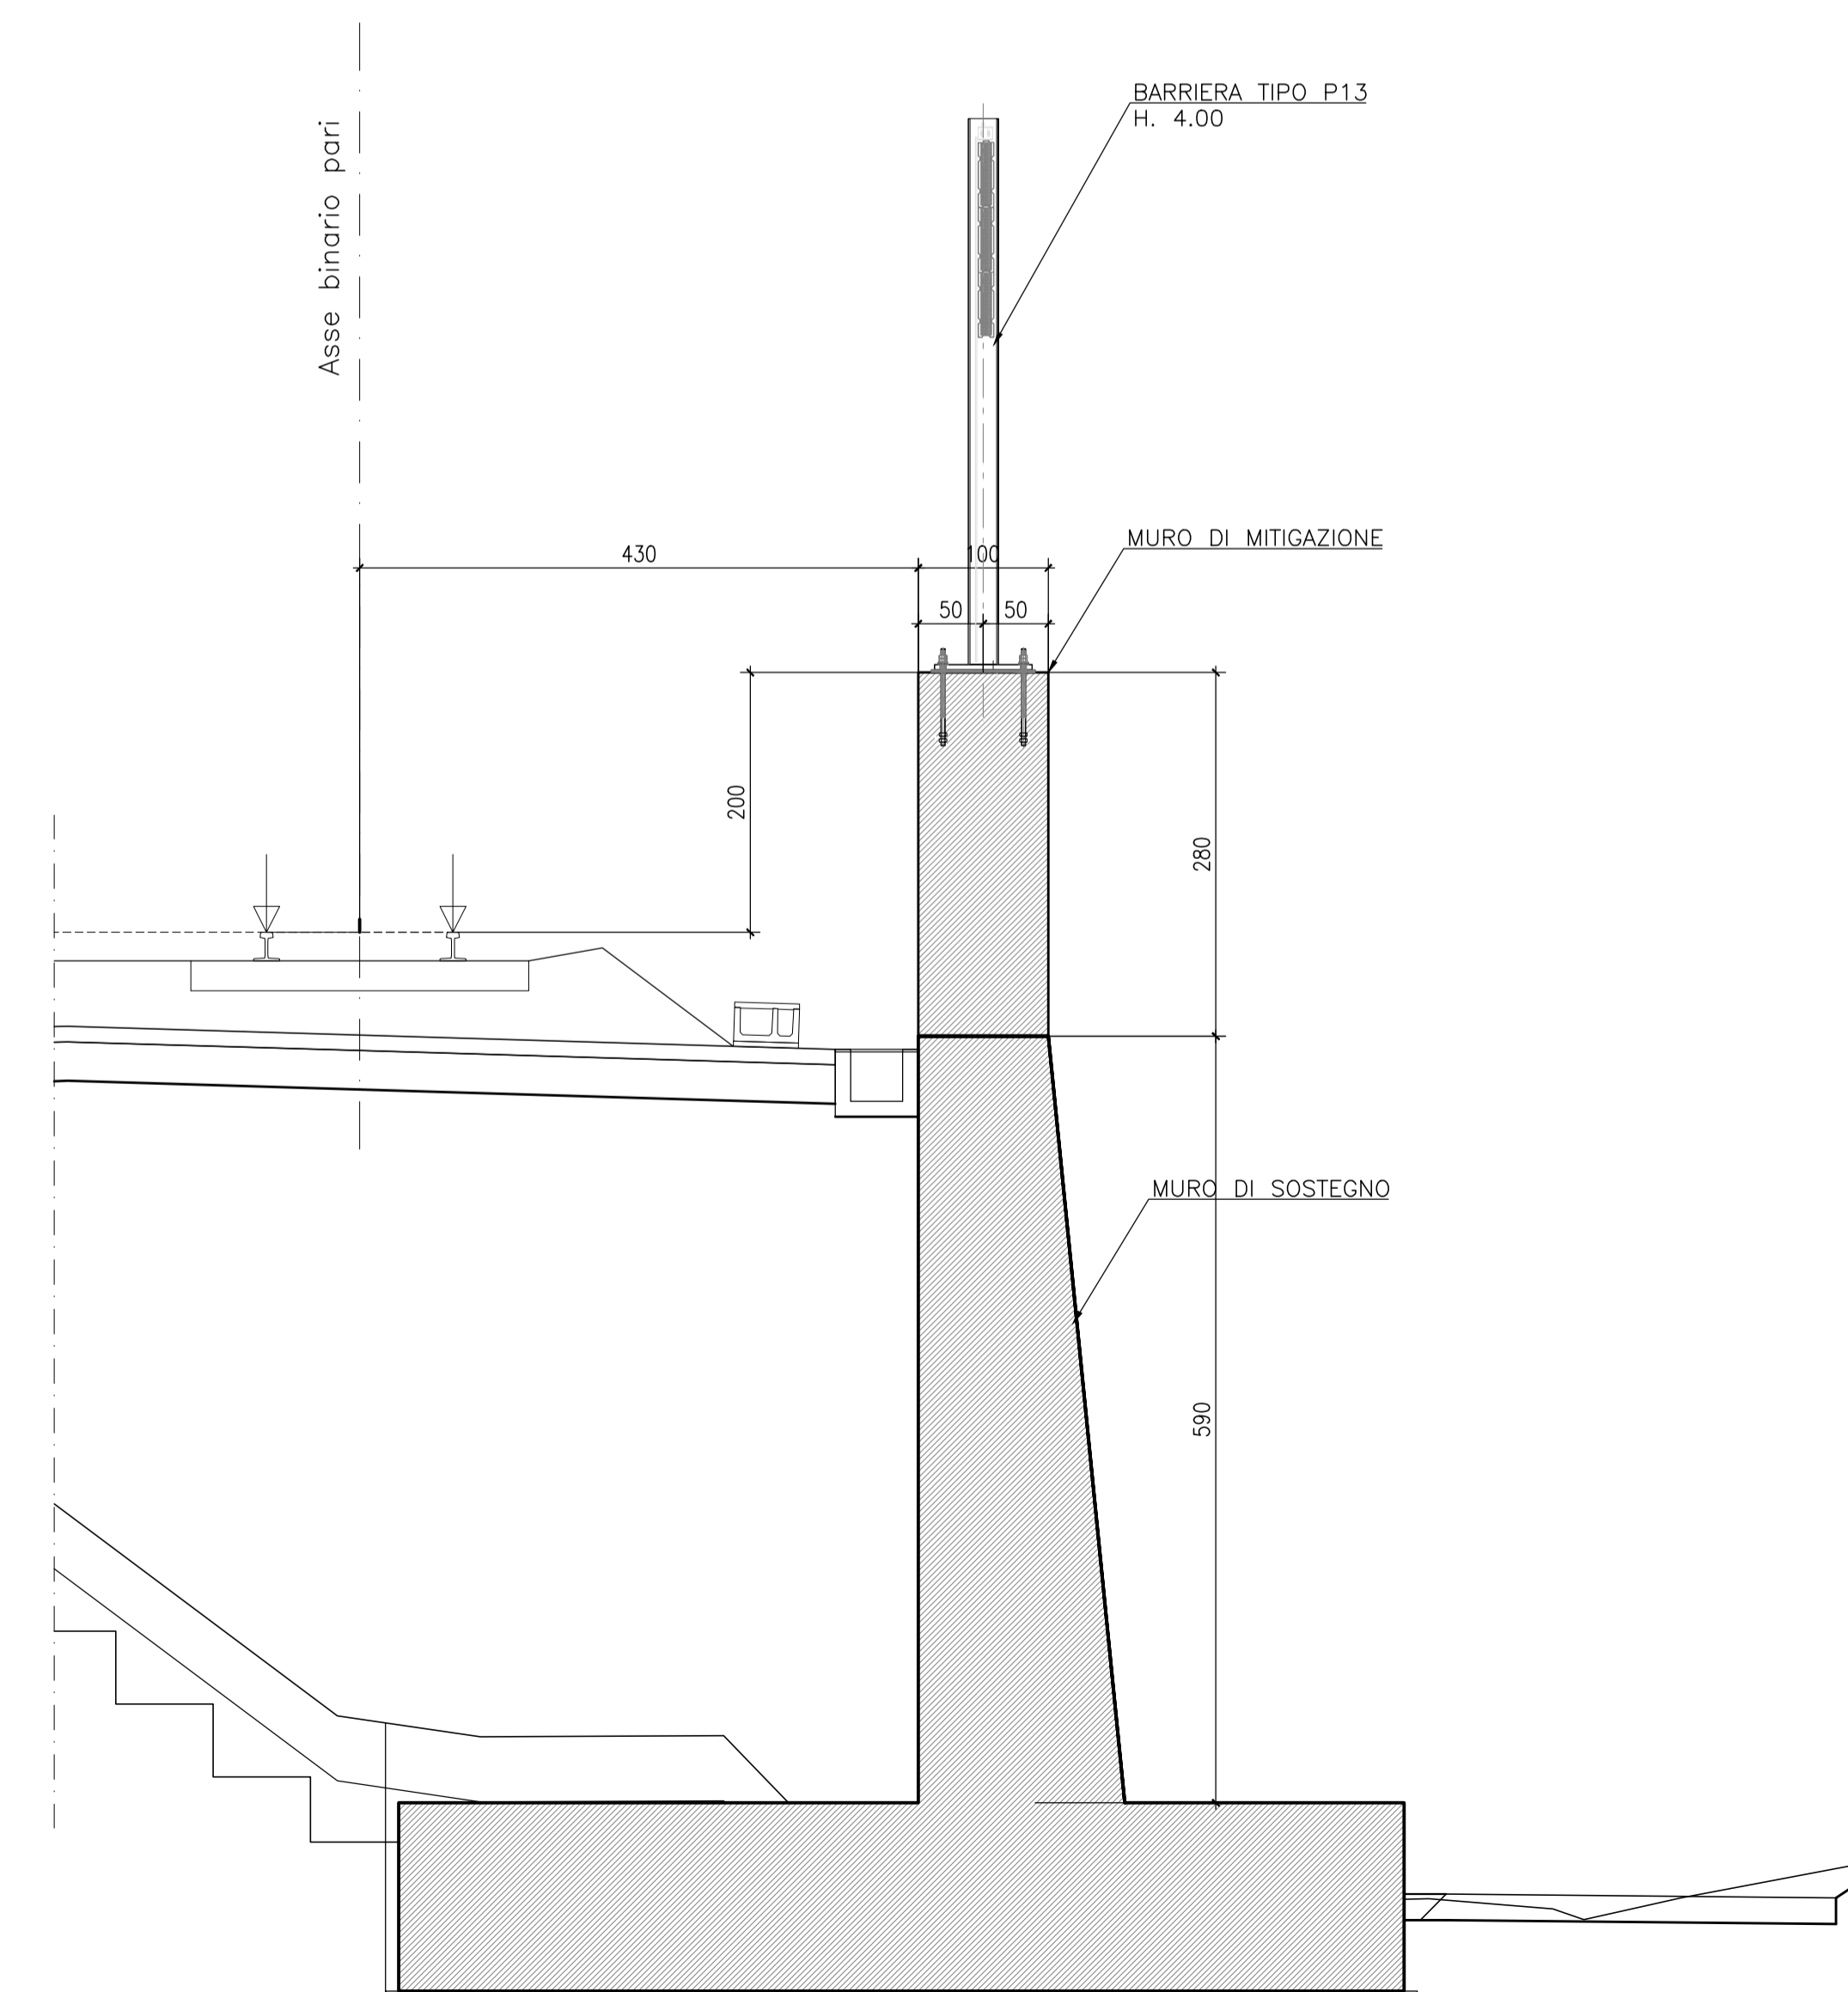 BARRIERA TIPO P13
H. 4.00
Asse binario pari
MURO DI MITIGAZIONE
430
100
50
50
200
280
MURO DI SOSTEGNO
590